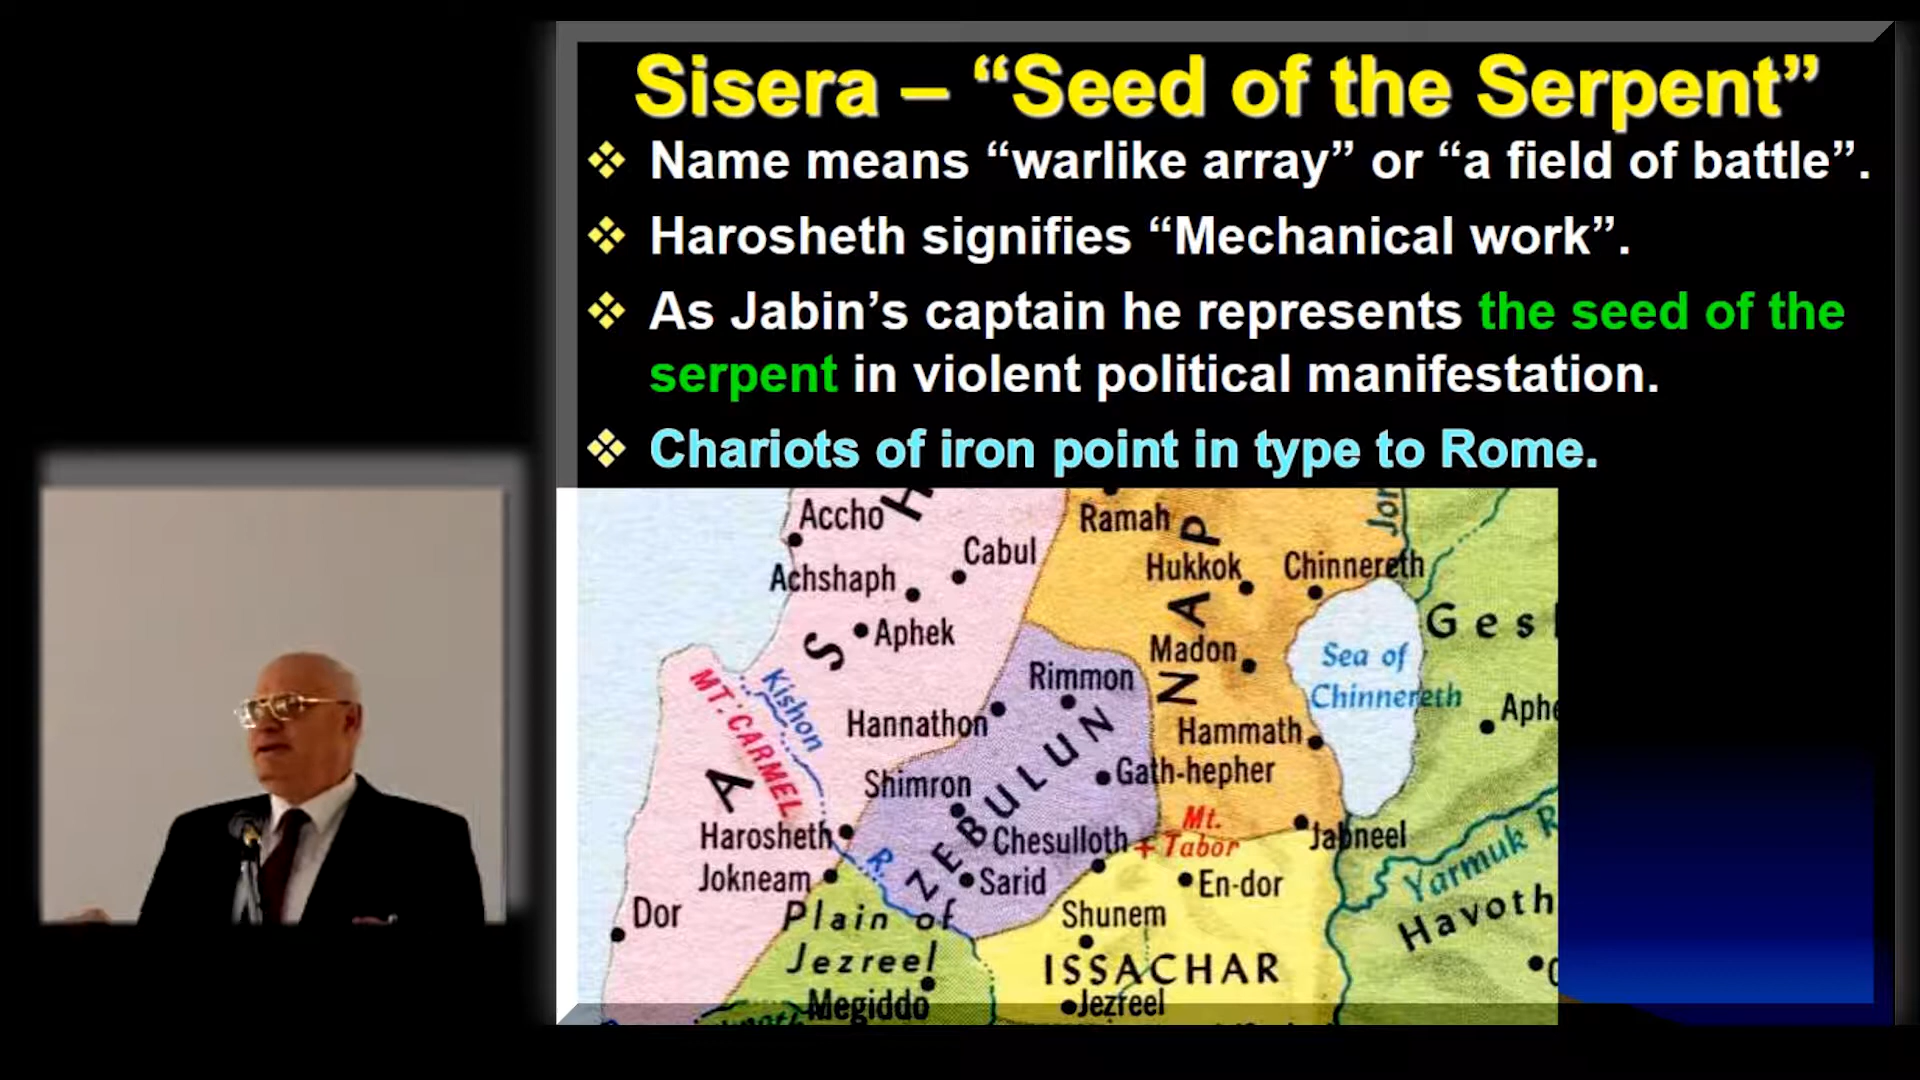 Sisera – “Seed of the Serpent”
❖ Name means “warlike array” or “a field of battle”.
❖ Harosheth signifies “Mechanical work”.
❖ As Jabin’s captain he represents the seed of the
serpent in violent political manifestation.
❖ Chariots of iron point in type to Rome.
Accho
Ramah
Cabul
Hukkok
Chinnereth
Achshaph
Aphek
Madon
Sea of
Chinnereth
Rimmon
MT. CARMEL
Kishon
R.
Hannathon
Hammath
Gath-hepher
Shimron
ZEBULUN
Harosheth
Chesulloth
Mt.
Tabor
Jabneel
Yarmuk R
Jokneam
Sarid
En-dor
Dor
Plain of
Jezreel
Shunem
Havoth
ISSACHAR
Megiddo
Jezreel